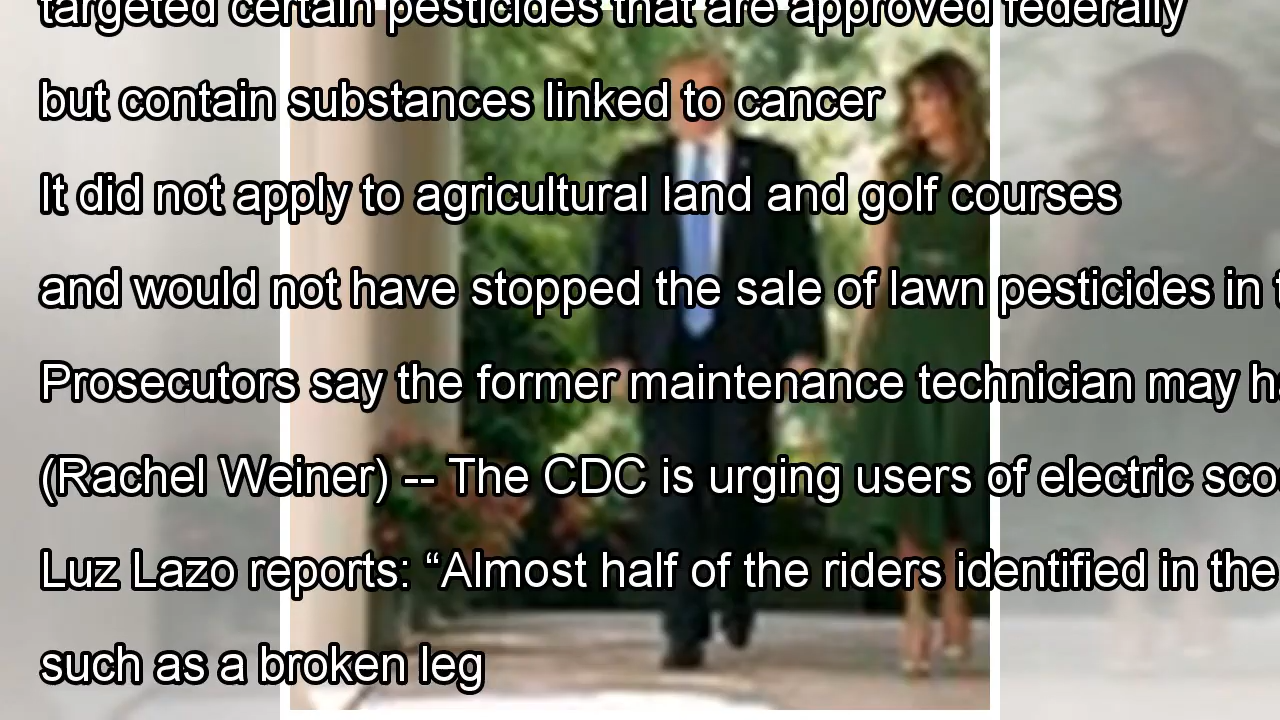 targeted certain pesticides that are approved federally
but contain substances linked to cancer
It did not apply to agricultural land and golf courses
and would not have stopped the sale of lawn pesticides in
Prosecutors say the former maintenance technician may
(Rachel Weiner) -- The CDC is urging users of electric
Luz Lazo reports: “Almost half of the riders identified in the
such as a broken leg